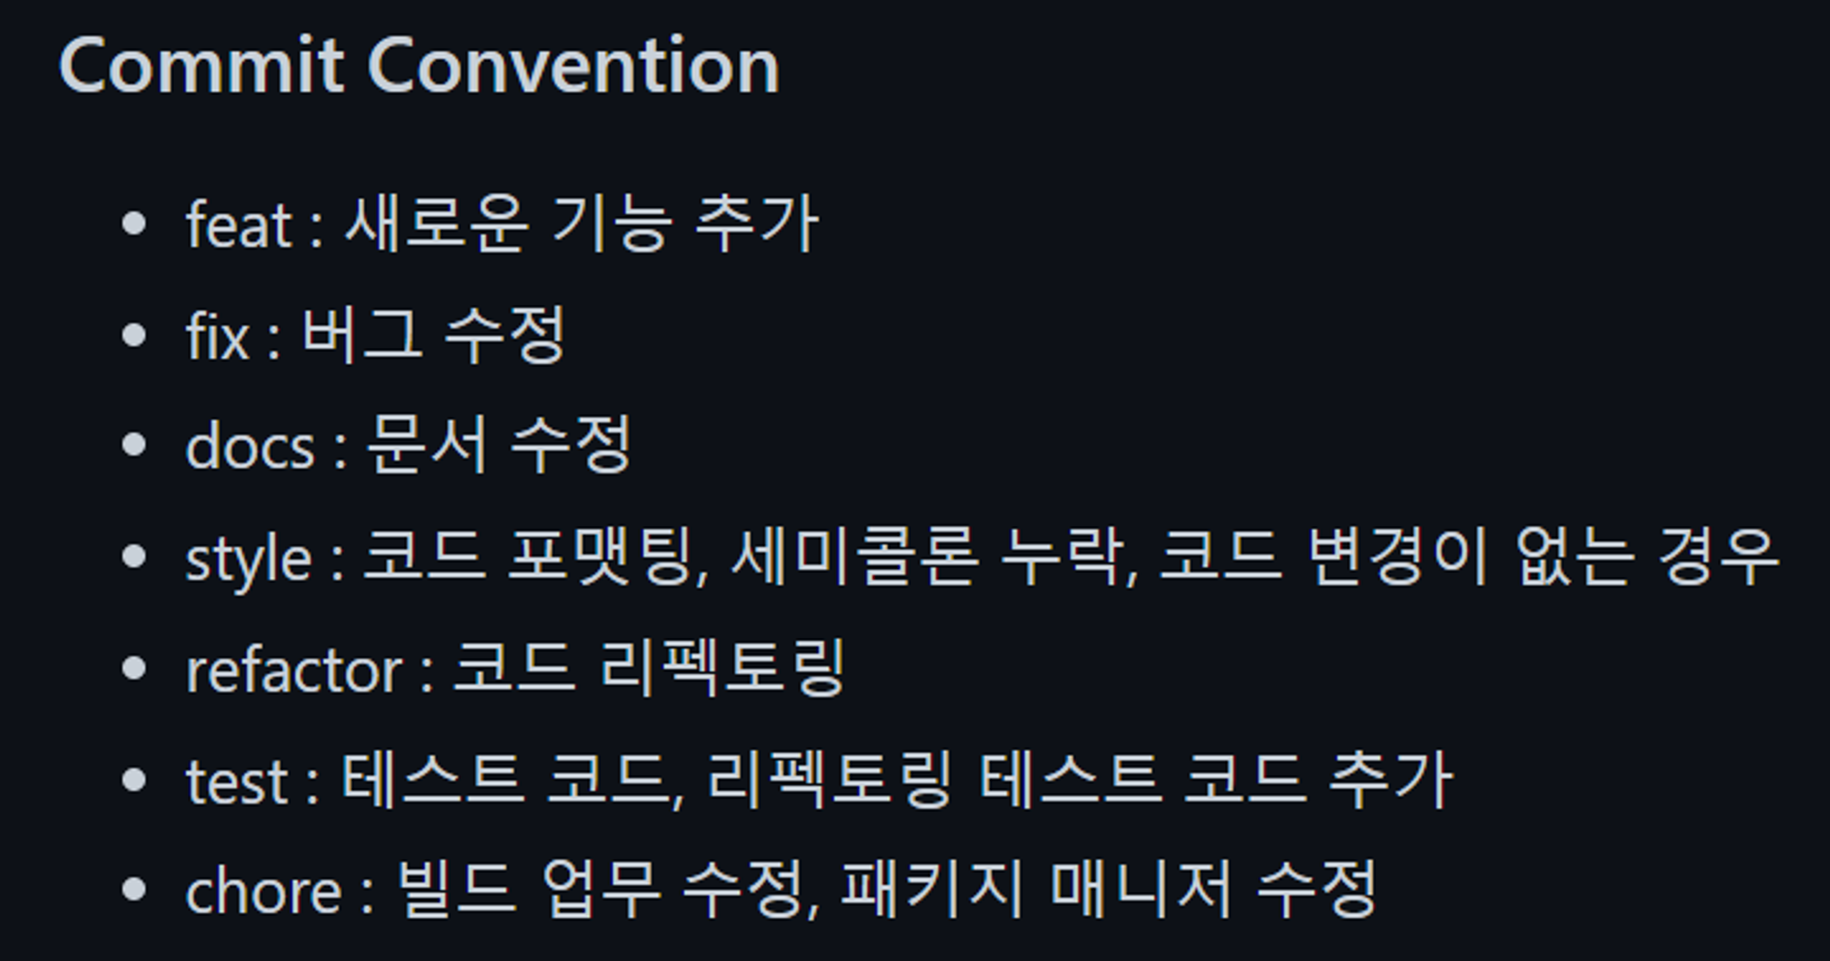 Commit Convention
feat : 새로운 기능 추가
fix : 버그 수정
docs : 문서 수정
style : 코드 포맷팅, 세미콜론 누락, 코드 변경이 없는 경우
refactor : 코드 리펙토링
test : 테스트 코드, 리펙토링 테스트 코드 추가
chore : 빌드 업무 수정, 패키지 매니저 수정